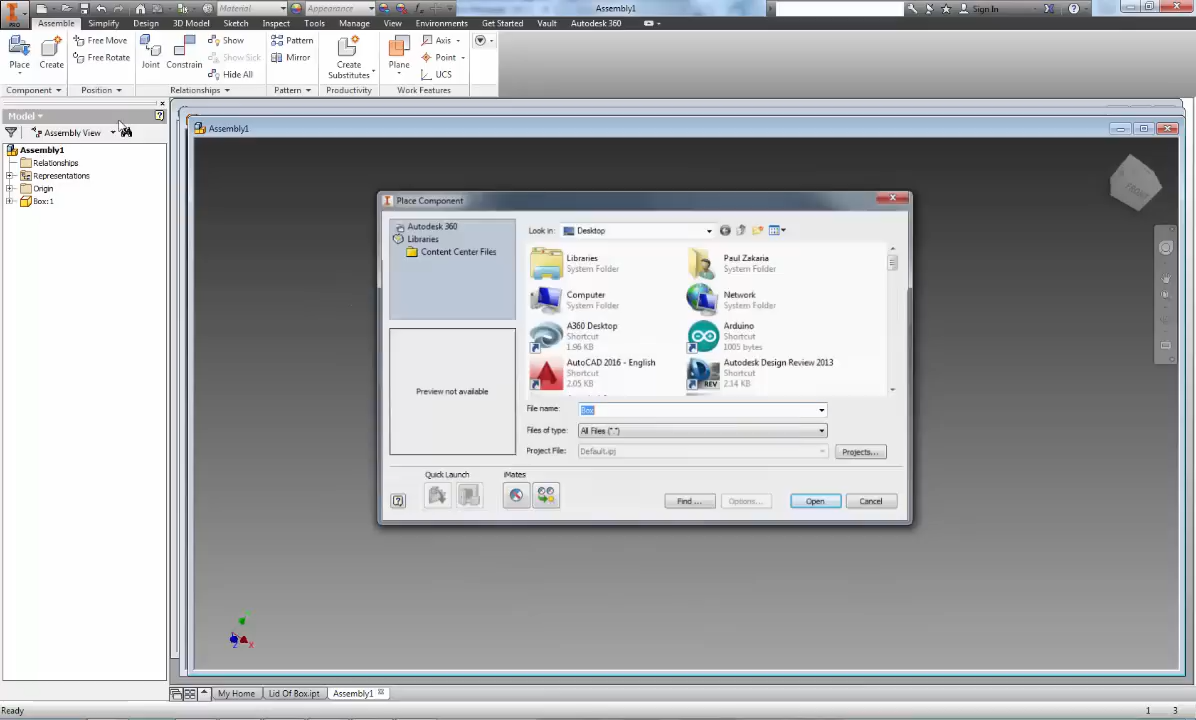 Material
Appearance
Assembly1
Sign In
PRO
Assemble Simplify Design 3D Model Sketch Inspect Tools Manage View Environments Get Started Vault Autodesk 360
Place
Create
Free Move
Free Rotate
Joint
Constrain
Show
Show Sick
Hide All
Pattern
Mirror
Create
Substitutes
Plane
Axis
Point
UCS
Component
Position
Relationships
Pattern
Productivity
Work Features
Model
Assembly View
Assembly1
Relationships
Representations
Origin
Box:1
Assembly1
FRONT
Place Component
Autodesk 360
Libraries
Content Center Files
Preview not available
Look in:
Desktop
Libraries
System Folder
Paul Zakaria
System Folder
Computer
System Folder
Network
System Folder
A360 Desktop
Shortcut
1.96 KB
Arduino
Shortcut
1005 bytes
AutoCAD 2016 - English
Shortcut
2.05 KB
Autodesk Design Review 2013
Shortcut
2.14 KB
File name:
Box
Files of type:
All Files (*.*)
Project File:
Default.ipj
Projects...
Quick Launch
iMates
Find ...
Options...
Open
Cancel
My Home
Lid Of Box.ipt
Assembly1
Ready
1
3